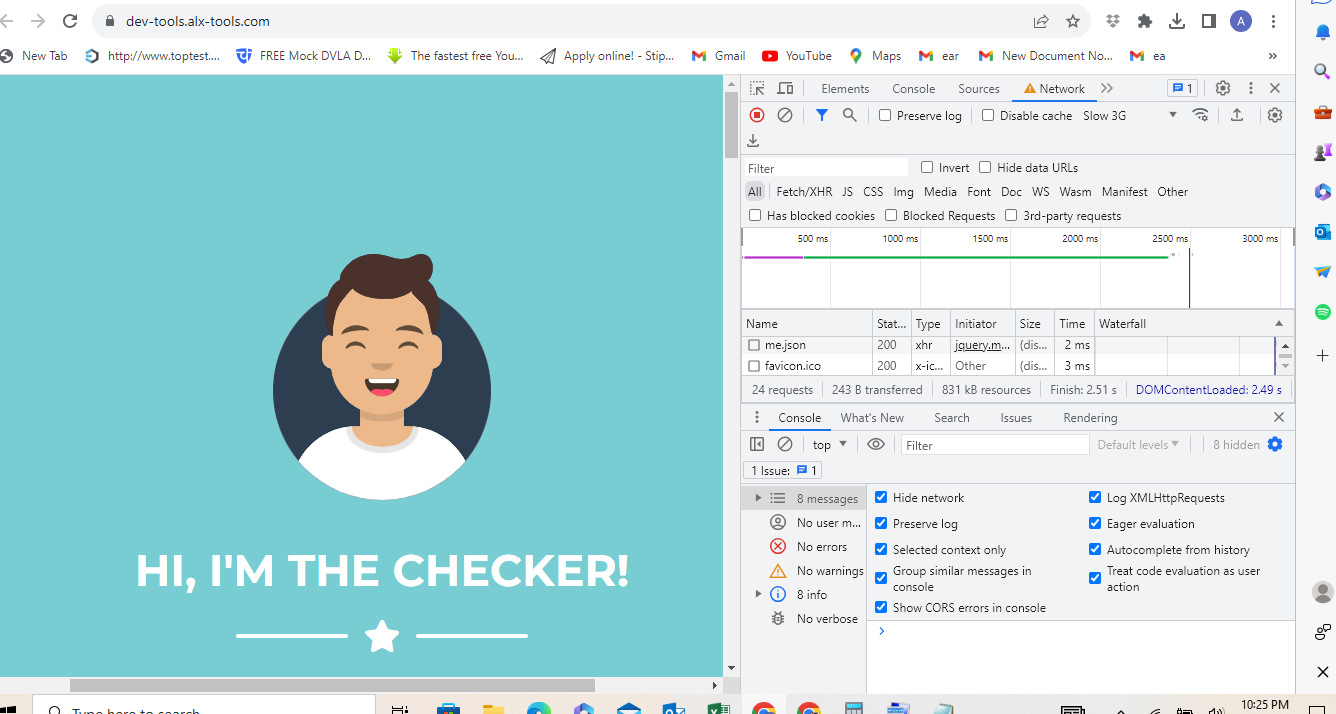 dev-tools.alx-tools.com
A
New Tab
http://www.toptest....
FREE Mock DVLA D...
The fastest free You...
Apply online! - Stip...
Gmail
YouTube
Maps
ear
New Document No...
ea
»
Elements
Console
Sources
Network
1
Preserve log
Disable cache
Slow 3G
Filter
Invert
Hide data URLs
All
Fetch/XHR
JS
CSS
Img
Media
Font
Doc
WS
Wasm
Manifest
Other
Has blocked cookies
Blocked Requests
3rd-party requests
500 ms
1000 ms
1500 ms
2000 ms
2500 ms
3000 ms
Name
Stat...
Type
Initiator
Size
Time
Waterfall
me.json
200
xhr
jquery.m...
(dis...
2 ms
favicon.ico
200
x-ic...
Other
(dis...
3 ms
24 requests
243 B transferred
831 kB resources
Finish: 2.51 s
DOMContentLoaded: 2.49 s
Console
What's New
Search
Issues
Rendering
top
Filter
Default levels
8 hidden
1 Issue:
1
8 messages
No user m...
No errors
No warnings
8 info
No verbose
Hide network
Log XMLHttpRequests
Preserve log
Eager evaluation
Selected context only
Autocomplete from history
Group similar messages in
console
Treat code evaluation as user
action
Show CORS errors in console
HI, I'M THE CHECKER!
Type here to search
10:25 PM